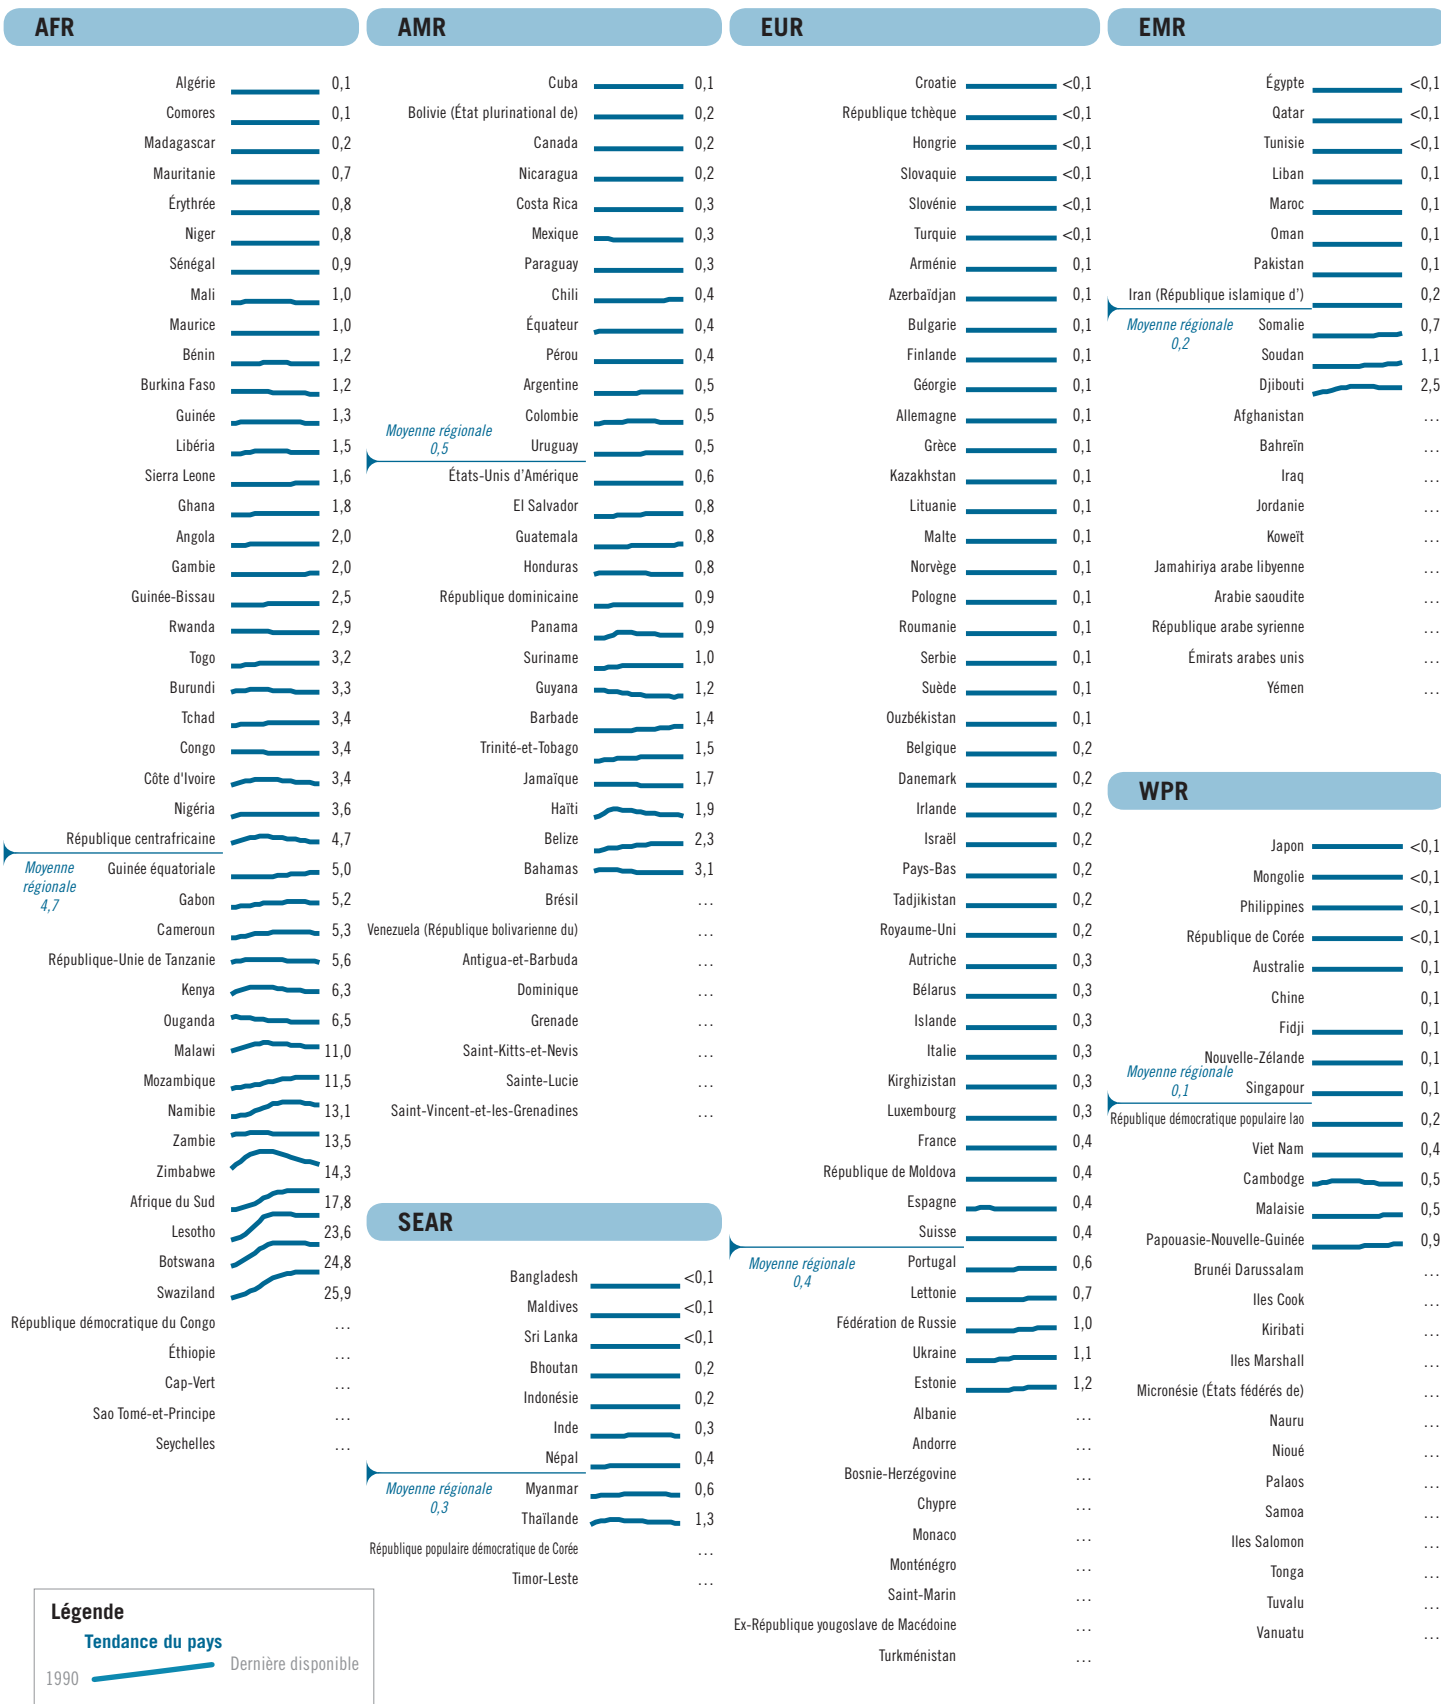 AFR
Algérie 0,1
Comores 0,1
Madagascar 0,2
Mauritanie 0,7
Érythrée 0,8
Niger 0,8
Sénégal 0,9
Mali 1,0
Maurice 1,0
Bénin 1,2
Burkina Faso 1,2
Guinée 1,3
Libéria 1,5
Sierra Leone 1,6
Ghana 1,8
Angola 2,0
Gambie 2,0
Guinée-Bissau 2,5
Rwanda 2,9
Togo 3,2
Burundi 3,3
Tchad 3,4
Congo 3,4
Côte d'Ivoire 3,4
Nigéria 3,6
République centrafricaine 4,7
Moyenne
régionale
4,7
Guinée équatoriale 5,0
Gabon 5,2
Cameroun 5,3
République-Unie de Tanzanie 5,6
Kenya 6,3
Ouganda 6,5
Malawi 11,0
Mozambique 11,5
Namibie 13,1
Zambie 13,5
Zimbabwe 14,3
Afrique du Sud 17,8
Lesotho 23,6
Botswana 24,8
Swaziland 25,9
République démocratique du Congo ...
Éthiopie ...
Cap-Vert ...
Sao Tomé-et-Principe ...
Seychelles ...
AMR
Cuba 0,1
Bolivie (État plurinational de) 0,2
Canada 0,2
Nicaragua 0,2
Costa Rica 0,3
Mexique 0,3
Paraguay 0,3
Chili 0,4
Équateur 0,4
Pérou 0,4
Argentine 0,5
Colombie 0,5
Uruguay 0,5
Moyenne régionale
0,5
États-Unis d'Amérique 0,6
El Salvador 0,8
Guatemala 0,8
Honduras 0,8
République dominicaine 0,9
Panama 0,9
Suriname 1,0
Guyana 1,2
Barbade 1,4
Trinité-et-Tobago 1,5
Jamaïque 1,7
Haïti 1,9
Belize 2,3
Bahamas 3,1
Brésil ...
Venezuela (République bolivarienne du) ...
Antigua-et-Barbuda ...
Dominique ...
Grenade ...
Saint-Kitts-et-Nevis ...
Sainte-Lucie ...
Saint-Vincent-et-les-Grenadines ...
SEAR
Bangladesh <0,1
Maldives <0,1
Sri Lanka <0,1
Bhoutan 0,2
Indonésie 0,2
Inde 0,3
Népal 0,4
Moyenne régionale
0,3
Myanmar 0,6
Thaïlande 1,3
République populaire démocratique de Corée ...
Timor-Leste ...
EUR
Croatie <0,1
République tchèque <0,1
Hongrie <0,1
Slovaquie <0,1
Slovénie <0,1
Turquie <0,1
Arménie 0,1
Azerbaïdjan 0,1
Bulgarie 0,1
Finlande 0,1
Géorgie 0,1
Allemagne 0,1
Grèce 0,1
Kazakhstan 0,1
Lituanie 0,1
Malte 0,1
Norvège 0,1
Pologne 0,1
Roumanie 0,1
Serbie 0,1
Suède 0,1
Ouzbékistan 0,1
Belgique 0,2
Danemark 0,2
Irlande 0,2
Israël 0,2
Pays-Bas 0,2
Tadjikistan 0,2
Royaume-Uni 0,2
Autriche 0,3
Bélarus 0,3
Islande 0,3
Italie 0,3
Kirghizistan 0,3
Luxembourg 0,3
France 0,4
République de Moldova 0,4
Espagne 0,4
Suisse 0,4
Moyenne régionale
0,4
Portugal 0,6
Lettonie 0,7
Fédération de Russie 1,0
Ukraine 1,1
Estonie 1,2
Albanie ...
Andorre ...
Bosnie-Herzégovine ...
Chypre ...
Monaco ...
Monténégro ...
Saint-Marin ...
Ex-République yougoslave de Macédoine ...
Turkménistan ...
EMR
Égypte <0,1
Qatar <0,1
Tunisie <0,1
Liban 0,1
Maroc 0,1
Oman 0,1
Pakistan 0,1
Iran (République islamique d') 0,2
Moyenne régionale
0,2
Somalie 0,7
Soudan 1,1
Djibouti 2,5
Afghanistan ...
Bahreïn ...
Iraq ...
Jordanie ...
Koweït ...
Jamahiriya arabe libyenne ...
Arabie saoudite ...
République arabe syrienne ...
Émirats arabes unis ...
Yémen ...
WPR
Japon <0,1
Mongolie <0,1
Philippines <0,1
République de Corée <0,1
Australie 0,1
Chine 0,1
Fidji 0,1
Nouvelle-Zélande 0,1
Singapour 0,1
Moyenne régionale
0,1
République démocratique populaire lao 0,2
Viet Nam 0,4
Cambodge 0,5
Malaisie 0,5
Papouasie-Nouvelle-Guinée 0,9
Brunéi Darussalam ...
Iles Cook ...
Kiribati ...
Iles Marshall ...
Micronésie (États fédérés de) ...
Nauru ...
Nioué ...
Palaos ...
Samoa ...
Iles Salomon ...
Tonga ...
Tuvalu ...
Vanuatu ...
Légende
Tendance du pays
1990 Dernière disponible